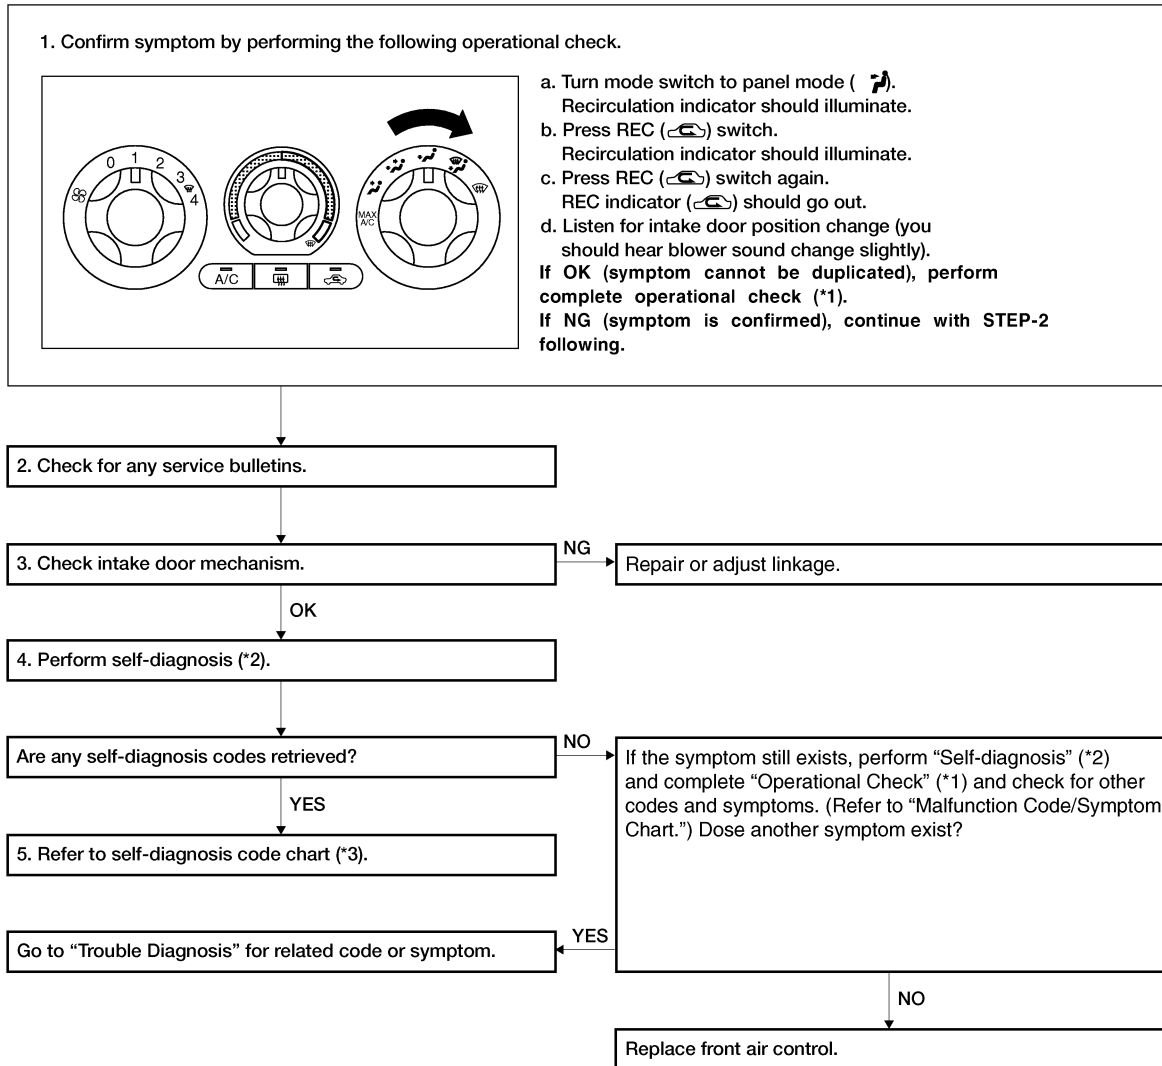 1. Confirm symptom by performing the following operational check.
0 1 2 3 4
MAX
A/C
A/C
a. Turn mode switch to panel mode ( ).
Recirculation indicator should illuminate.
b. Press REC ( ) switch.
Recirculation indicator should illuminate.
c. Press REC ( ) switch again.
REC indicator ( ) should go out.
d. Listen for intake door position change (you
should hear blower sound change slightly).
If OK (symptom cannot be duplicated), perform
complete operational check (*1).
If NG (symptom is confirmed), continue with STEP-2
following.
2. Check for any service bulletins.
3. Check intake door mechanism.
NG
Repair or adjust linkage.
OK
4. Perform self-diagnosis (*2).
Are any self-diagnosis codes retrieved?
NO
If the symptom still exists, perform “Self-diagnosis” (*2)
and complete “Operational Check” (*1) and check for other
codes and symptoms. (Refer to “Malfunction Code/Symptom
Chart.”) Dose another symptom exist?
YES
5. Refer to self-diagnosis code chart (*3).
YES
Go to “Trouble Diagnosis” for related code or symptom.
NO
Replace front air control.